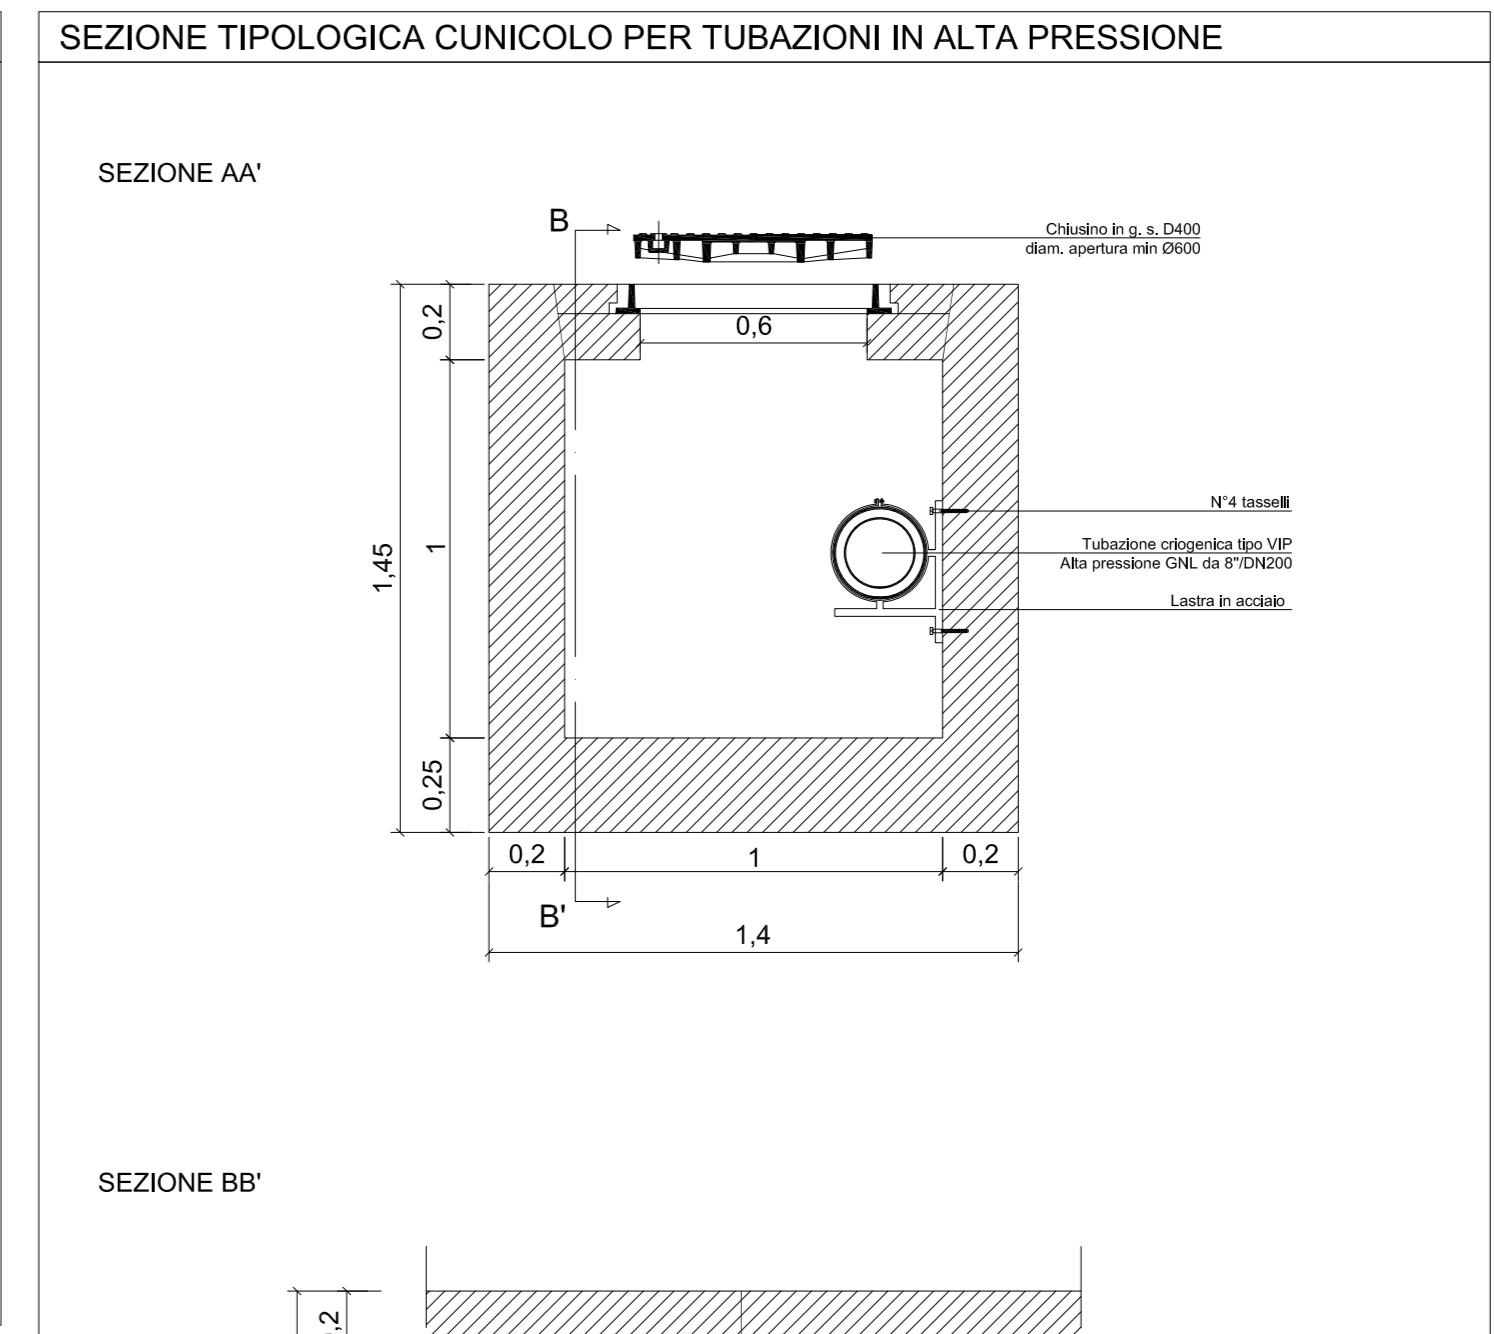 SEZIONE TIPOLOGICA CUNICOLO PER TUBAZIONI IN ALTA PRESSIONE
SEZIONE AA'
B
Chiusino in g. s. D400
diam. apertura min Ø600
0,2
0,6
N°4 tasselli
1,45
1
Tubazione criogenica tipo VIP
Alta pressione GNL da 8"/DN200
Lastra in acciaio
0,25
0,2
1
0,2
B'
1,4
SEZIONE BB'